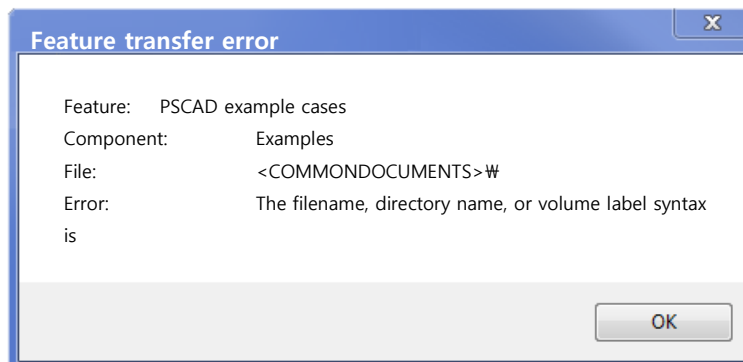 Feature transfer error
Feature: PSCAD example cases
Component: Examples
File: <COMMONDOCUMENTS>₩
Error: The filename, directory name, or volume label syntax
is
OK